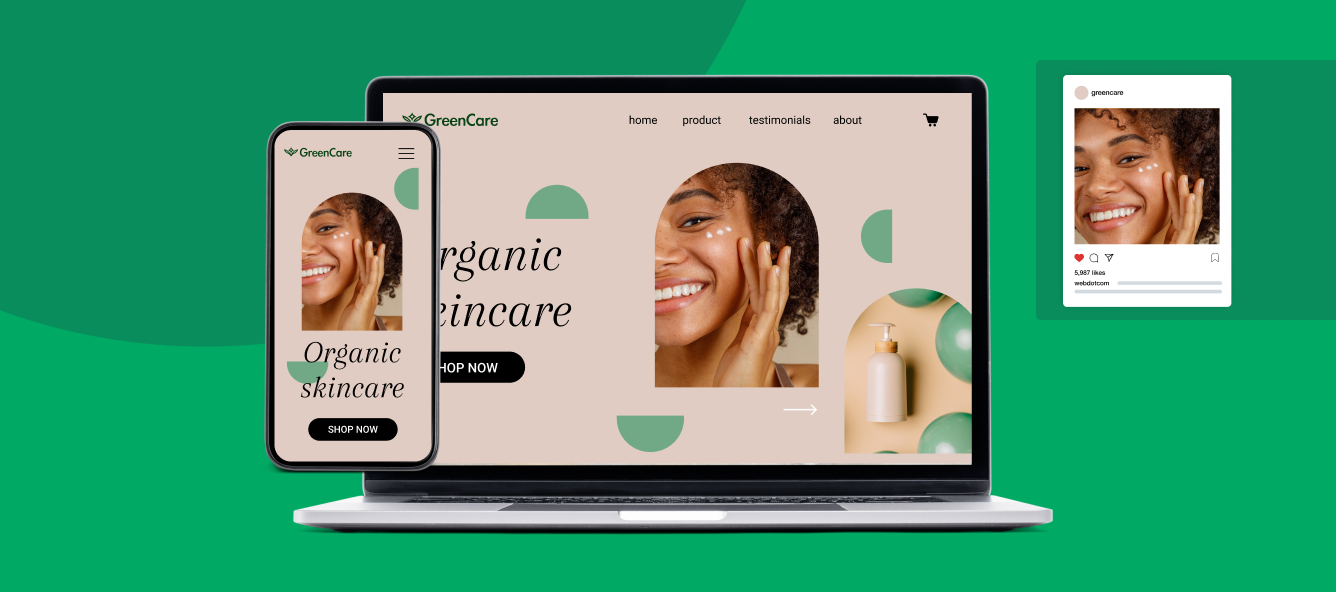 GreenCare
home product testimonials about
rganic
kincare
HOP NOW
GreenCare
Organic
skincare
SHOP NOW
greencare
5,987 likes
webdotcom